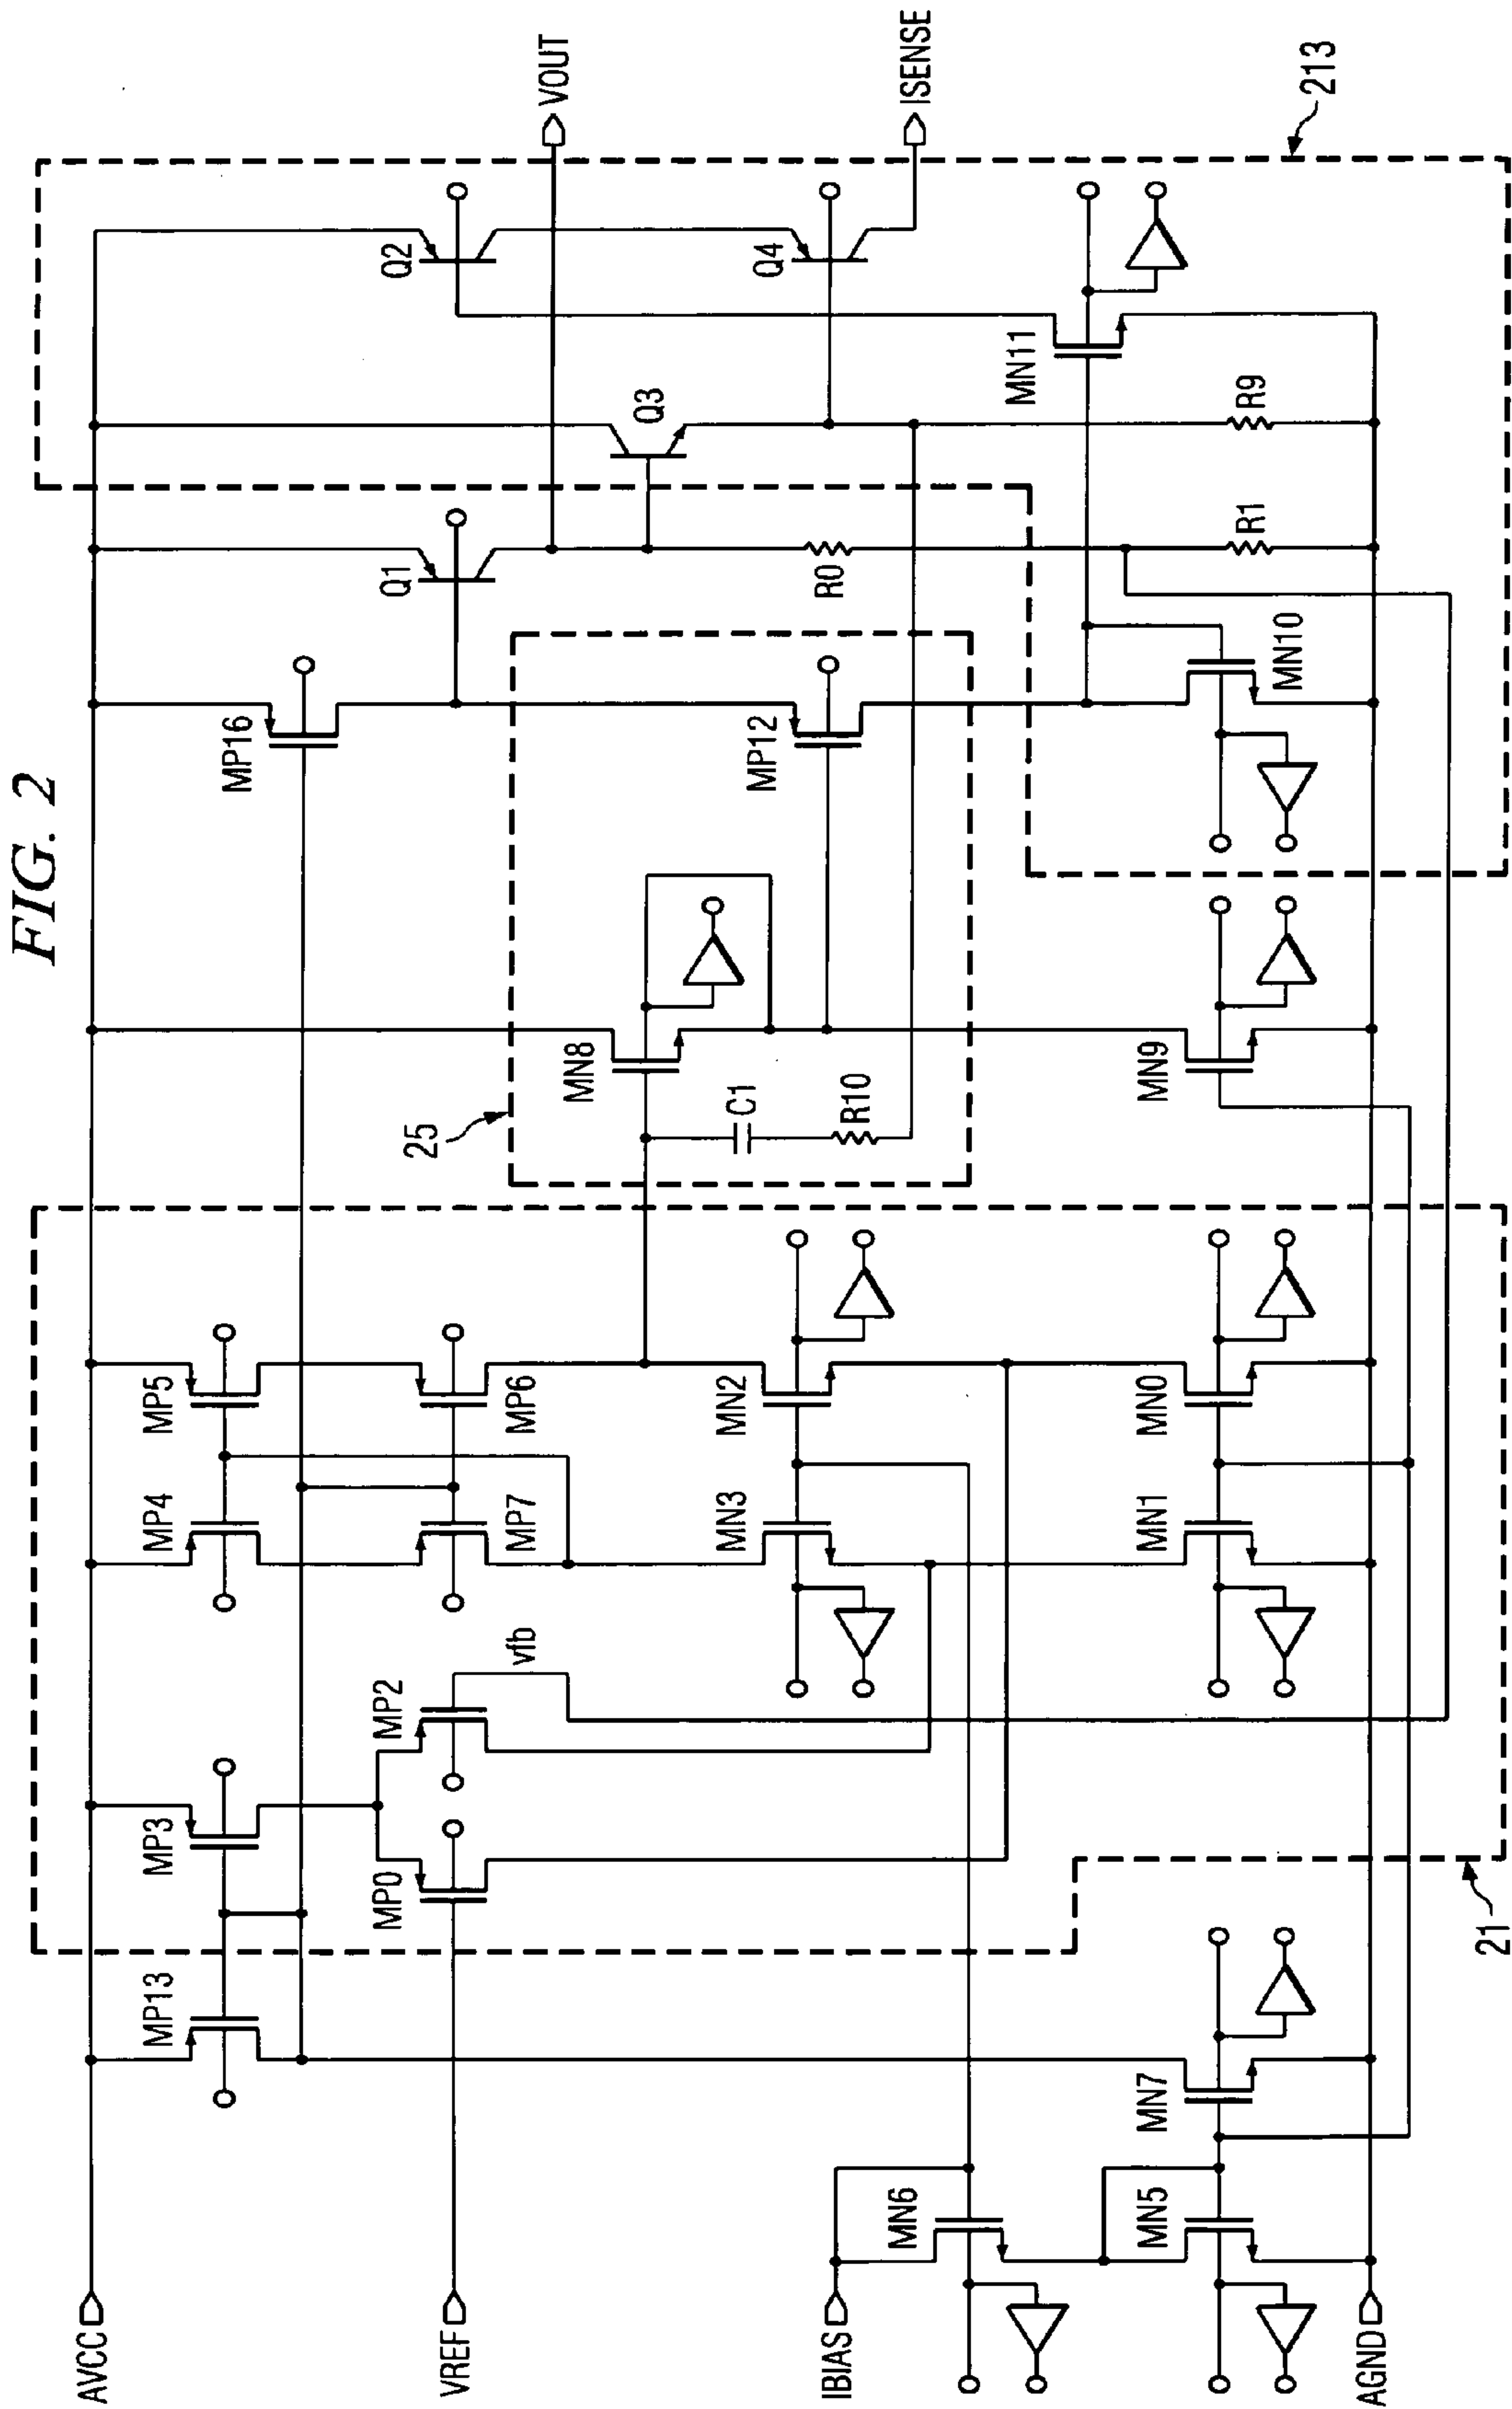 FIG. 2
AVCC
VREF
IBIAS
AGND
MP13
MP3
MP0
MP2
vfb
MP4
MP5
MP7
MP6
MN3
MN2
MN1
MN0
MN6
MN5
MN7
21
25
MN8
C1
R10
MN9
MP16
MP12
MN10
Q1
R0
R1
Q3
R9
MN11
Q2
Q4
VOUT
ISENSE
213